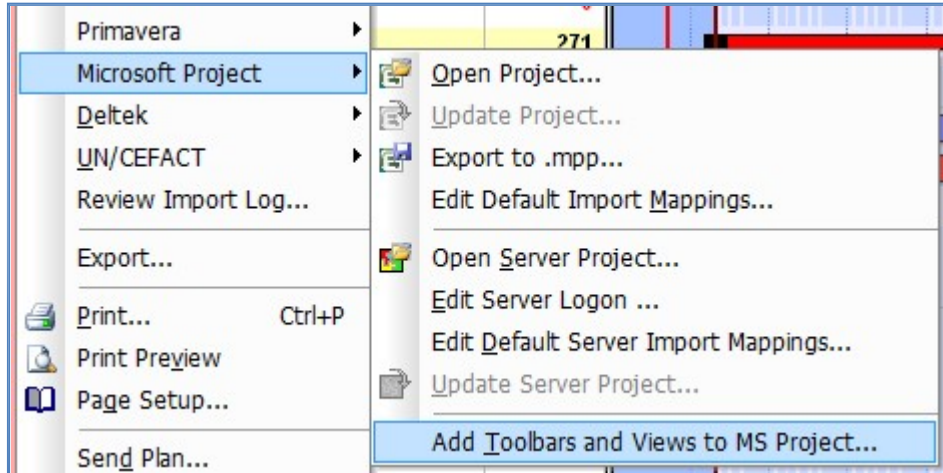 Primavera
271
Microsoft Project
Deltek
UN/CEFACT
Review Import Log...
Export...
Print... Ctrl+P
Print Preview
Page Setup...
Send Plan...
Open Project...
Update Project...
Export to .mpp...
Edit Default Import Mappings...
Open Server Project...
Edit Server Logon ...
Edit Default Server Import Mappings...
Update Server Project...
Add Toolbars and Views to MS Project...